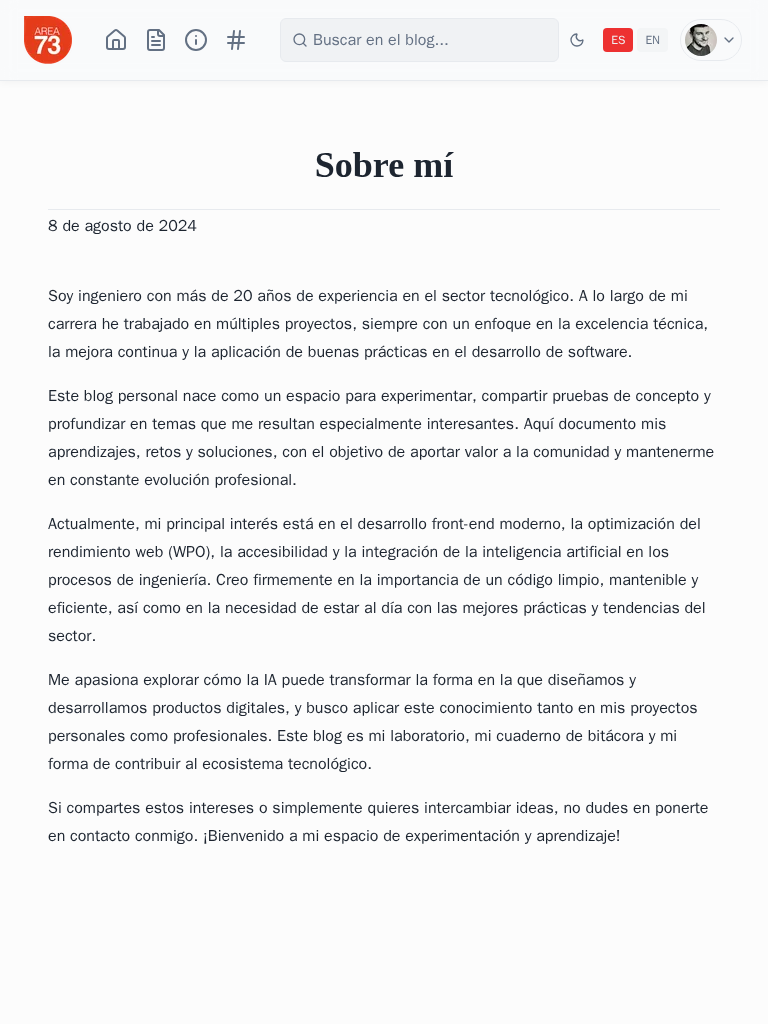 AREA
73
Buscar en el blog...
ES
EN
Sobre mí
8 de agosto de 2024
Soy ingeniero con más de 20 años de experiencia en el sector tecnológico. A lo largo de mi
carrera he trabajado en múltiples proyectos, siempre con un enfoque en la excelencia técnica,
la mejora continua y la aplicación de buenas prácticas en el desarrollo de software.
Este blog personal nace como un espacio para experimentar, compartir pruebas de concepto y
profundizar en temas que me resultan especialmente interesantes. Aquí documento mis
aprendizajes, retos y soluciones, con el objetivo de aportar valor a la comunidad y mantenerme
en constante evolución profesional.
Actualmente, mi principal interés está en el desarrollo front-end moderno, la optimización del
rendimiento web (WPO), la accesibilidad y la integración de la inteligencia artificial en los
procesos de ingeniería. Creo firmemente en la importancia de un código limpio, mantenible y
eficiente, así como en la necesidad de estar al día con las mejores prácticas y tendencias del
sector.
Me apasiona explorar cómo la IA puede transformar la forma en la que diseñamos y
desarrollamos productos digitales, y busco aplicar este conocimiento tanto en mis proyectos
personales como profesionales. Este blog es mi laboratorio, mi cuaderno de bitácora y mi
forma de contribuir al ecosistema tecnológico.
Si compartes estos intereses o simplemente quieres intercambiar ideas, no dudes en ponerte
en contacto conmigo. ¡Bienvenido a mi espacio de experimentación y aprendizaje!